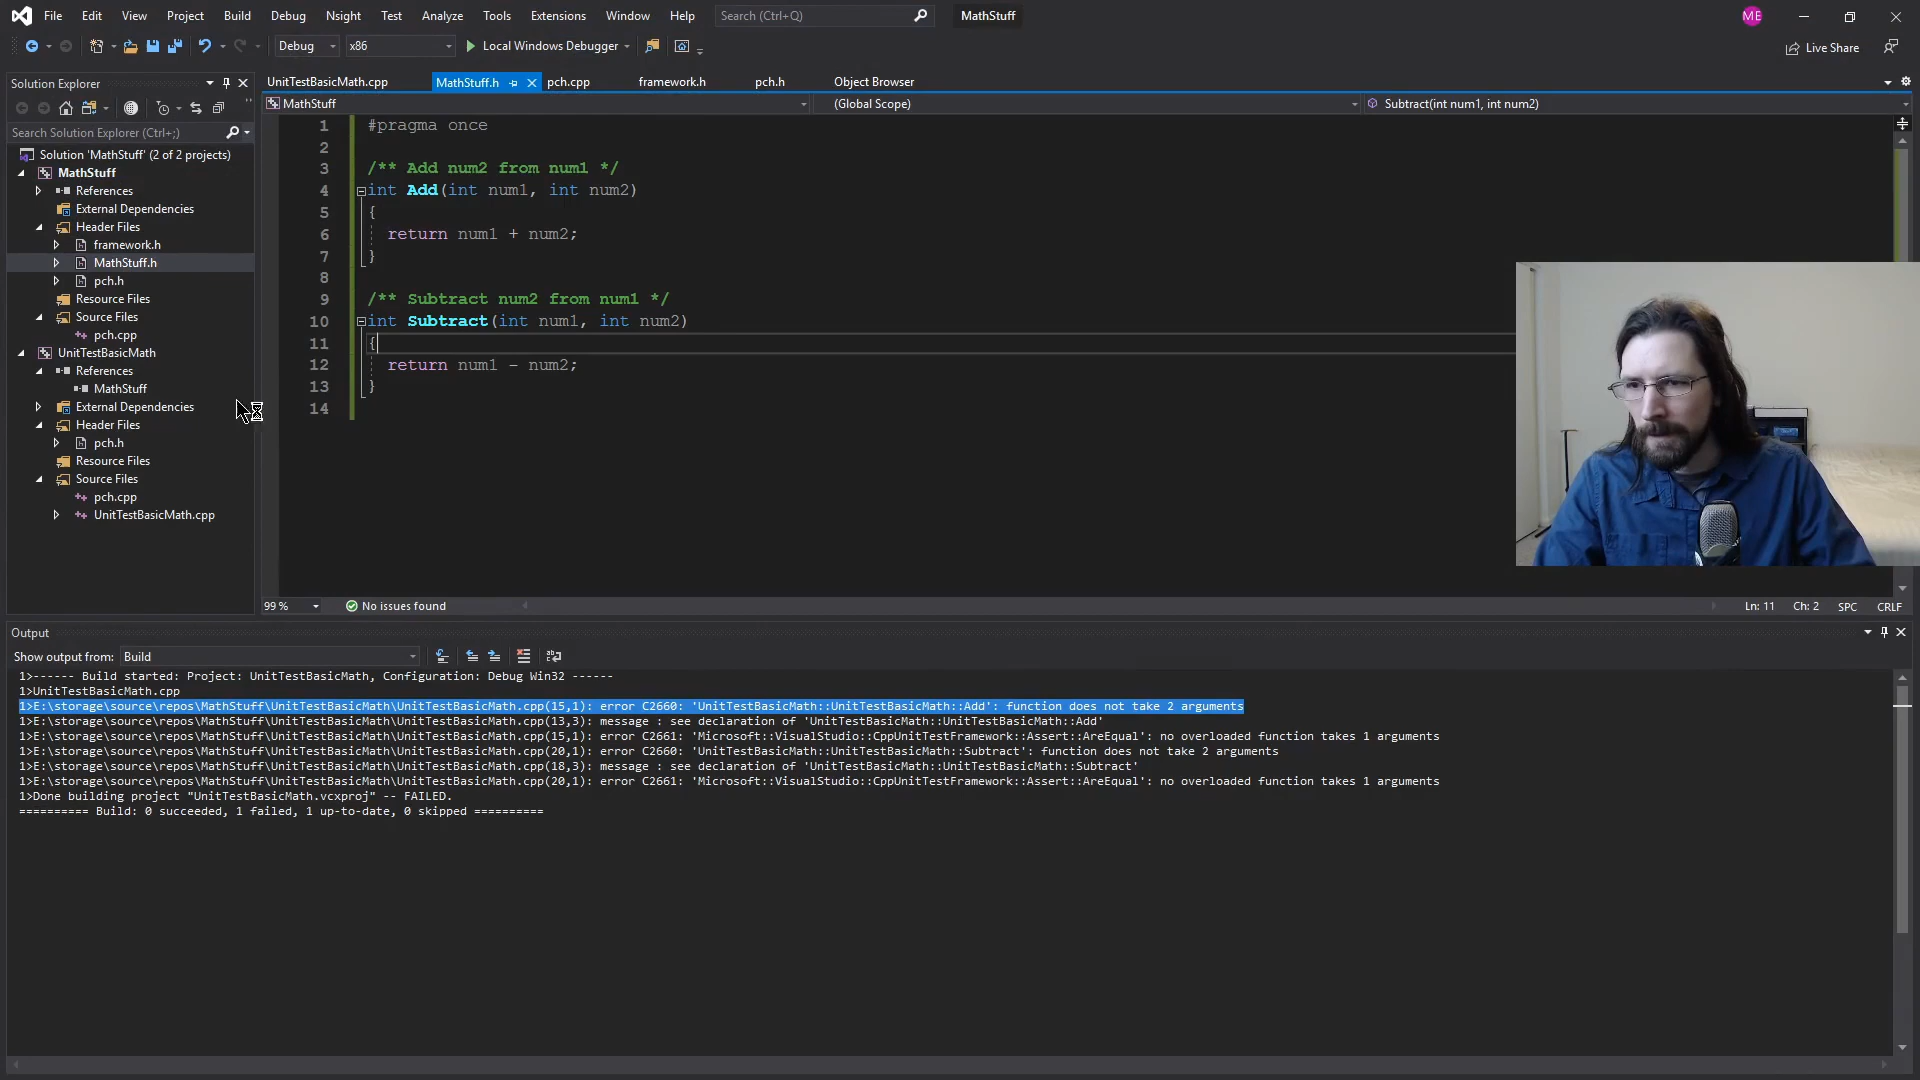 File Edit View Project Build Debug Nsight Test Analyze Tools Extensions Window Help Search (Ctrl+Q) MathStuff ME
Debug x86 Local Windows Debugger Live Share
Solution Explorer
Search Solution Explorer (Ctrl+;)
Solution 'MathStuff' (2 of 2 projects)
MathStuff
References
External Dependencies
Header Files
framework.h
MathStuff.h
pch.h
Resource Files
Source Files
pch.cpp
UnitTestBasicMath
References
MathStuff
External Dependencies
Header Files
pch.h
Resource Files
Source Files
pch.cpp
UnitTestBasicMath.cpp
UnitTestBasicMath.cpp MathStuff.h pch.cpp framework.h pch.h Object Browser
MathStuff (Global Scope) Subtract(int num1, int num2)
1 #pragma once
2
3 /** Add num2 from num1 */
4 int Add(int num1, int num2)
5 {
6 return num1 + num2;
7 }
8
9 /** Subtract num2 from num1 */
10 int Subtract(int num1, int num2)
11 {
12 return num1 - num2;
13 }
14
99 % No issues found Ln: 11 Ch: 2 SPC CRLF
Output
Show output from: Build
1>------ Build started: Project: UnitTestBasicMath, Configuration: Debug Win32 ------
1>UnitTestBasicMath.cpp
1>E:\storage\source\repos\MathStuff\UnitTestBasicMath\UnitTestBasicMath.cpp(15,1): error C2660: 'UnitTestBasicMath::UnitTestBasicMath::Add': function does not take 2 arguments
1>E:\storage\source\repos\MathStuff\UnitTestBasicMath\UnitTestBasicMath.cpp(13,3): message : see declaration of 'UnitTestBasicMath::UnitTestBasicMath::Add'
1>E:\storage\source\repos\MathStuff\UnitTestBasicMath\UnitTestBasicMath.cpp(15,1): error C2661: 'Microsoft::VisualStudio::CppUnitTestFramework::Assert::AreEqual': no overloaded function takes 1 arguments
1>E:\storage\source\repos\MathStuff\UnitTestBasicMath\UnitTestBasicMath.cpp(20,1): error C2660: 'UnitTestBasicMath::UnitTestBasicMath::Subtract': function does not take 2 arguments
1>E:\storage\source\repos\MathStuff\UnitTestBasicMath\UnitTestBasicMath.cpp(18,3): message : see declaration of 'UnitTestBasicMath::UnitTestBasicMath::Subtract'
1>E:\storage\source\repos\MathStuff\UnitTestBasicMath\UnitTestBasicMath.cpp(20,1): error C2661: 'Microsoft::VisualStudio::CppUnitTestFramework::Assert::AreEqual': no overloaded function takes 1 arguments
1>Done building project "UnitTestBasicMath.vcxproj" -- FAILED.
========== Build: 0 succeeded, 1 failed, 1 up-to-date, 0 skipped ==========